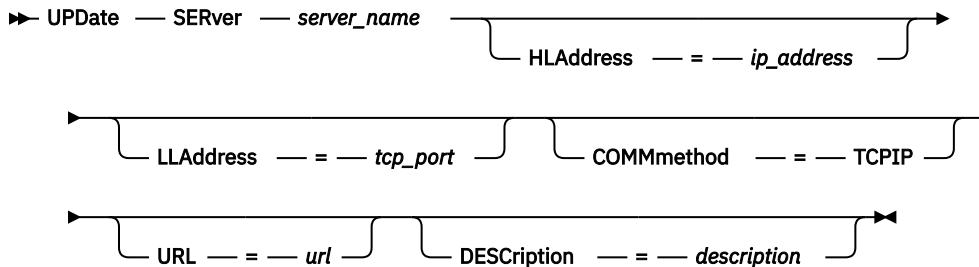 UPDate SERver server_name
HLAddress = ip_address
LLAddress = tcp_port COMMmethod = TCPIP
URL = url DESCription = description